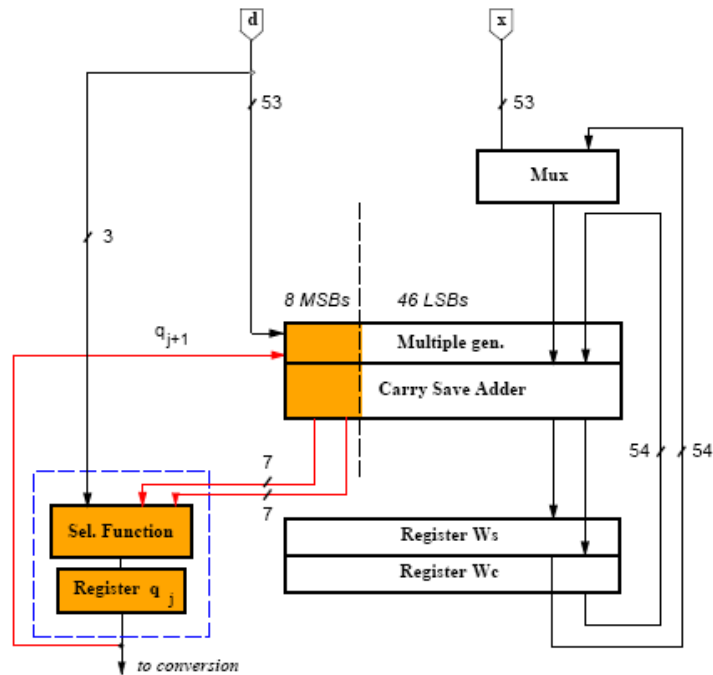 d
x
53
53
Mux
3
8 MSBs
46 LSBs
q j+1
Multiple gen.
Carry Save Adder
54
54
7
7
Sel. Function
Register Ws
Register Wc
Register q j
to conversion